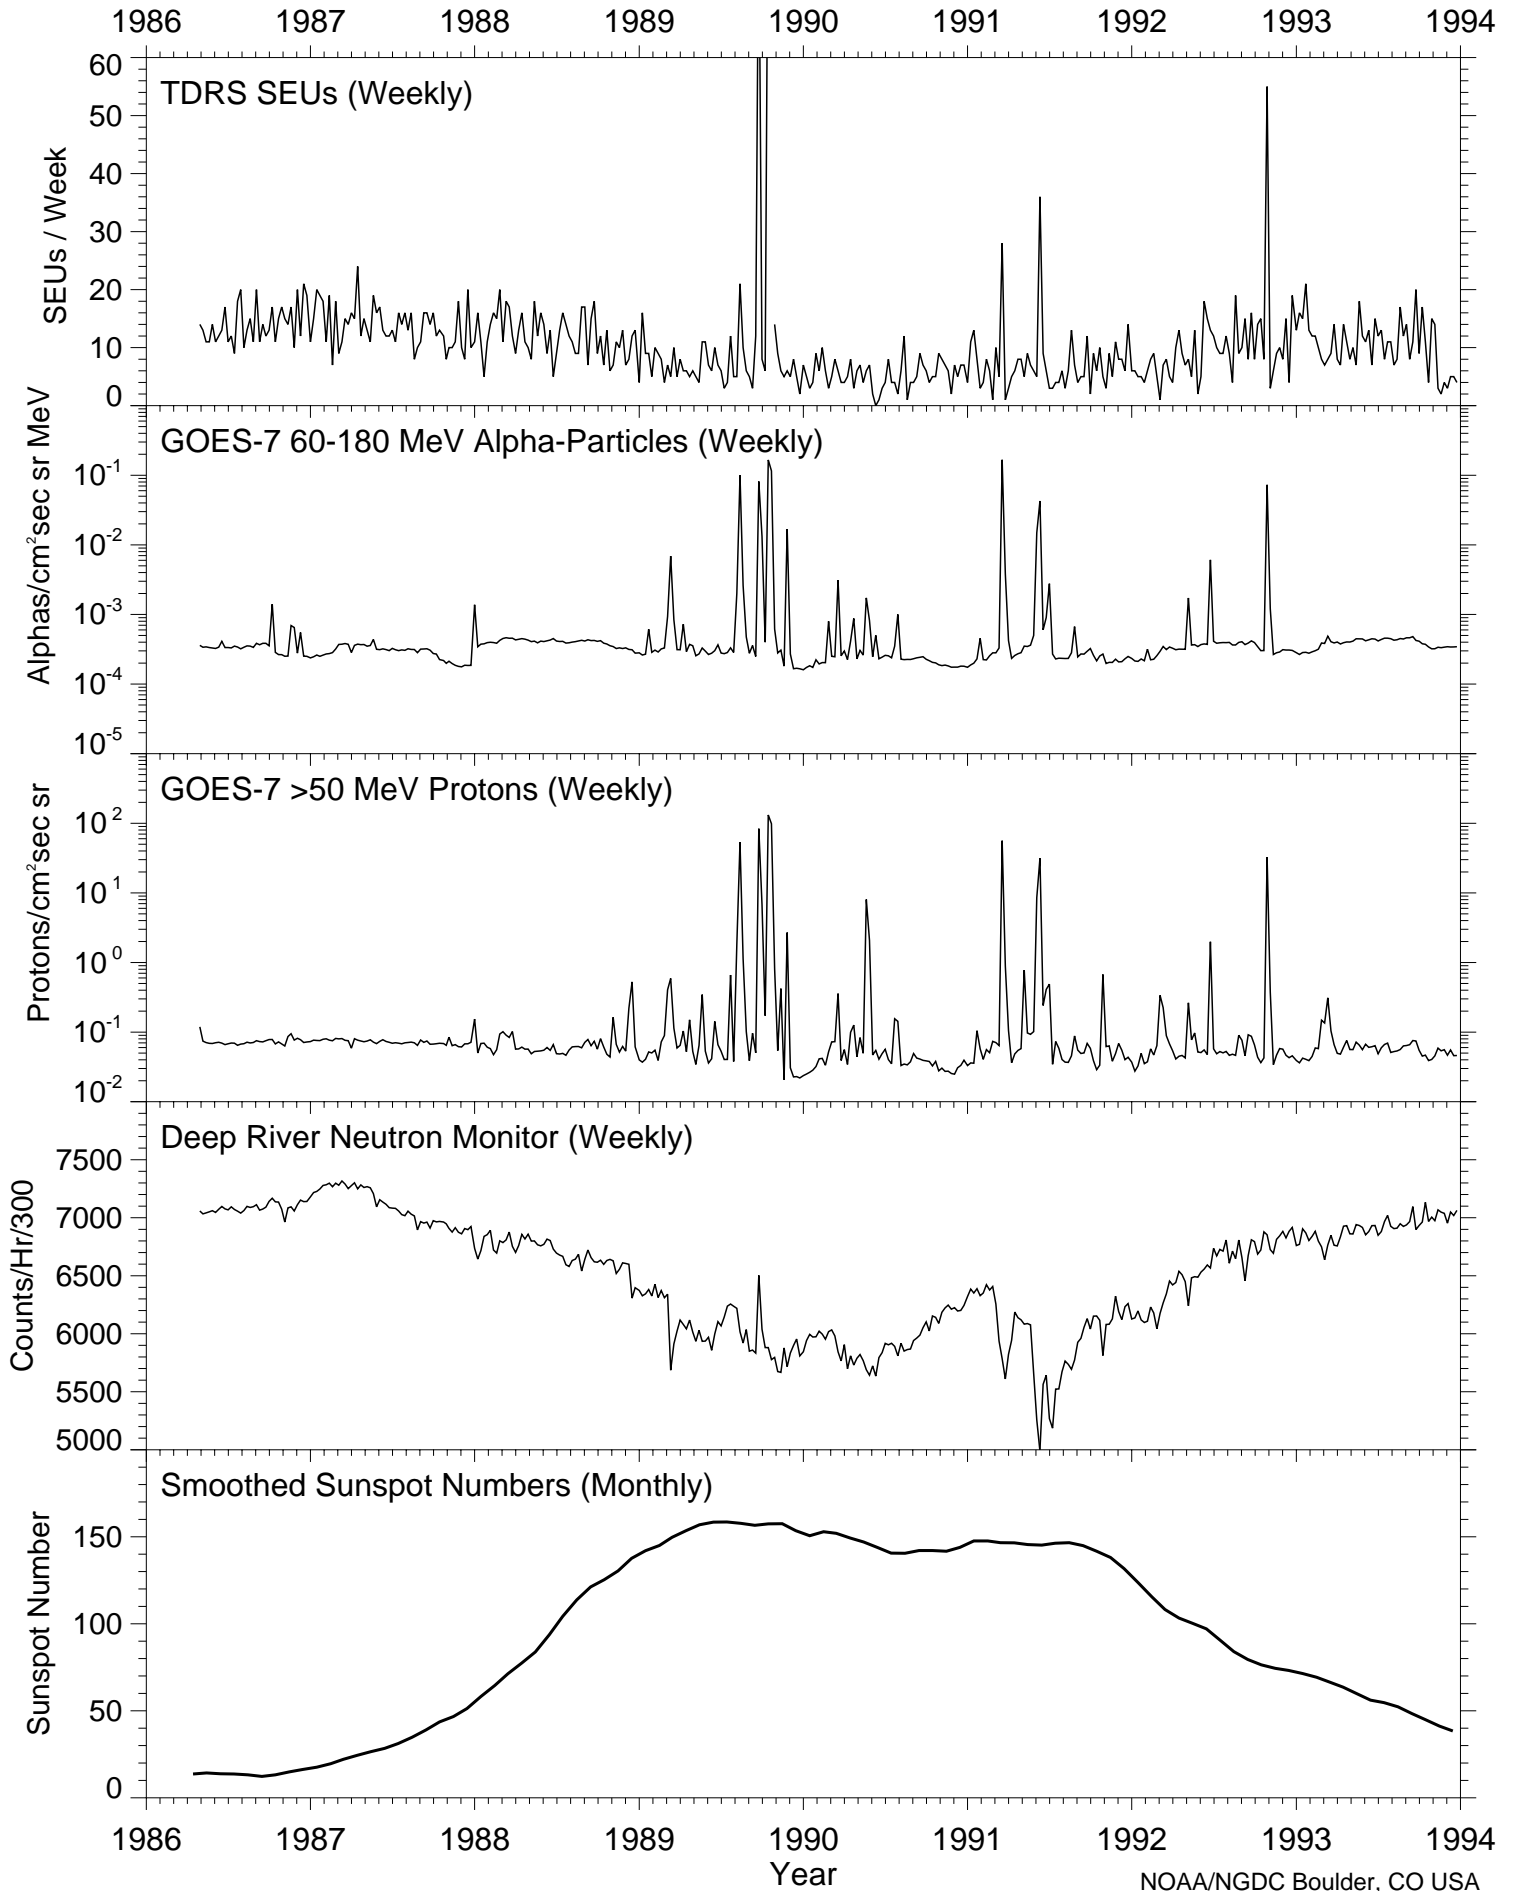 1986 1987 1988 1989 1990 1991 1992 1993 1994
TDRS SEUs (Weekly)
SEUs / Week
60
50
40
30
20
10
0
GOES-7 60-180 MeV Alpha-Particles (Weekly)
Alphas/cm²sec sr MeV
10⁻¹
10⁻²
10⁻³
10⁻⁴
10⁻⁵
GOES-7 >50 MeV Protons (Weekly)
Protons/cm²sec sr
10²
10¹
10⁰
10⁻¹
10⁻²
Deep River Neutron Monitor (Weekly)
Counts/Hr/300
7500
7000
6500
6000
5500
5000
Smoothed Sunspot Numbers (Monthly)
Sunspot Number
150
100
50
0
1986 1987 1988 1989 1990 1991 1992 1993 1994
Year
NOAA/NGDC Boulder, CO USA